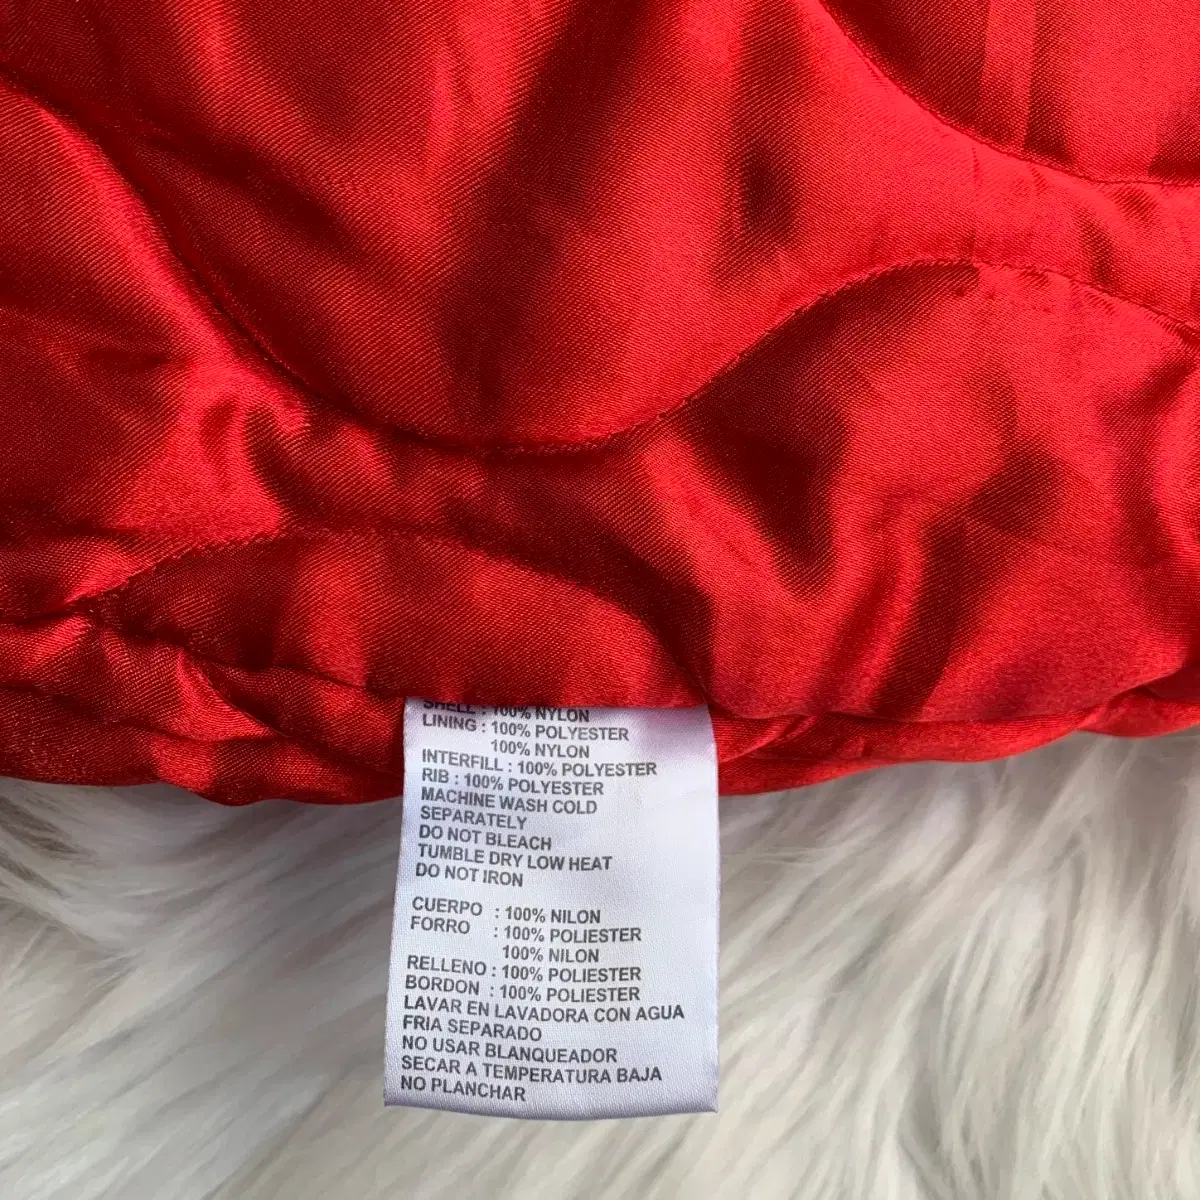 SHELL : 100% NYLON
LINING : 100% POLYESTER
100% NYLON
INTERFILL : 100% POLYESTER
RIB : 100% POLYESTER
MACHINE WASH COLD
SEPARATELY
DO NOT BLEACH
TUMBLE DRY LOW HEAT
DO NOT IRON
CUERPO : 100% NILON
FORRO : 100% POLIESTER
100% NILON
RELLENO : 100% POLIESTER
BORDON : 100% POLIESTER
LAVAR EN LAVADORA CON AGUA
FRIA SEPARADO
NO USAR BLANQUEADOR
SECAR A TEMPERATURA BAJA
NO PLANCHAR